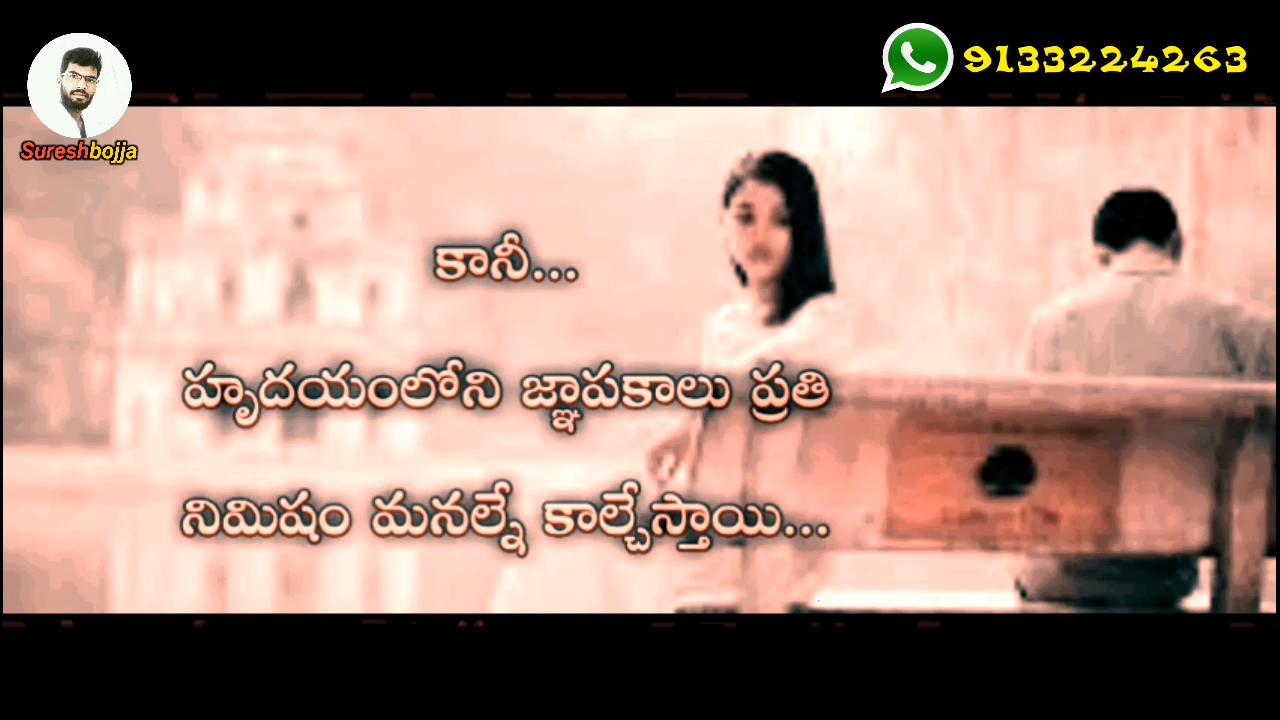 9133224263
Sureshbojja
కానీ...
హృదయంలోని జ్ఞాపకాలు ప్రతి
నిమిషం మనల్నే కాల్చేస్తాయి...